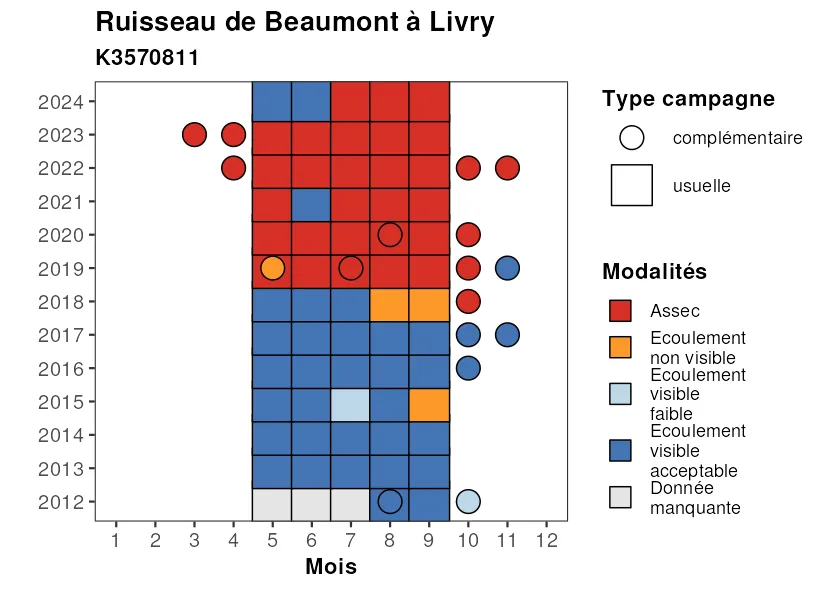 Ruisseau de Beaumont à Livry
K3570811
2024
2023
2022
2021
2020
2019
2018
2017
2016
2015
2014
2013
2012
1 2 3 4 5 6 7 8 9 10 11 12
Mois
Type campagne
complémentaire
usuelle
Modalités
Assec
Ecoulement
non visible
Ecoulement
visible
faible
Ecoulement
visible
acceptable
Donnée
manquante